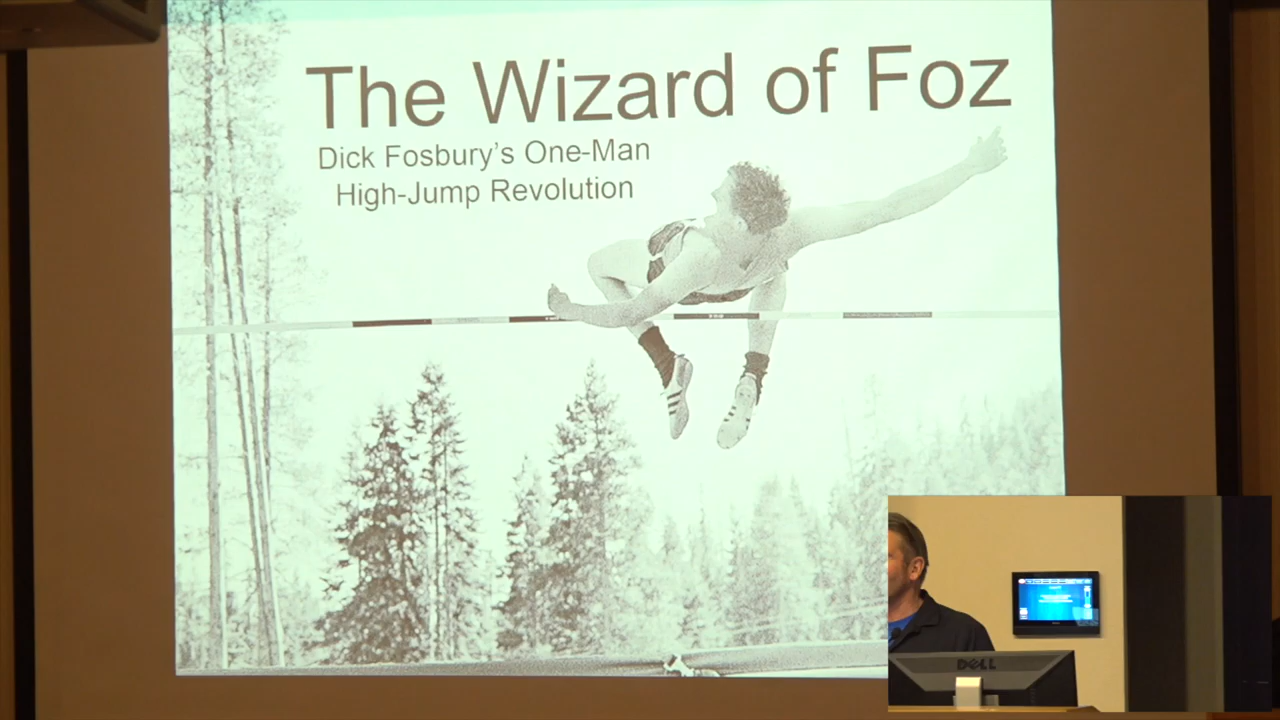 The Wizard of Foz
Dick Fosbury's One-Man
High-Jump Revolution
DELL